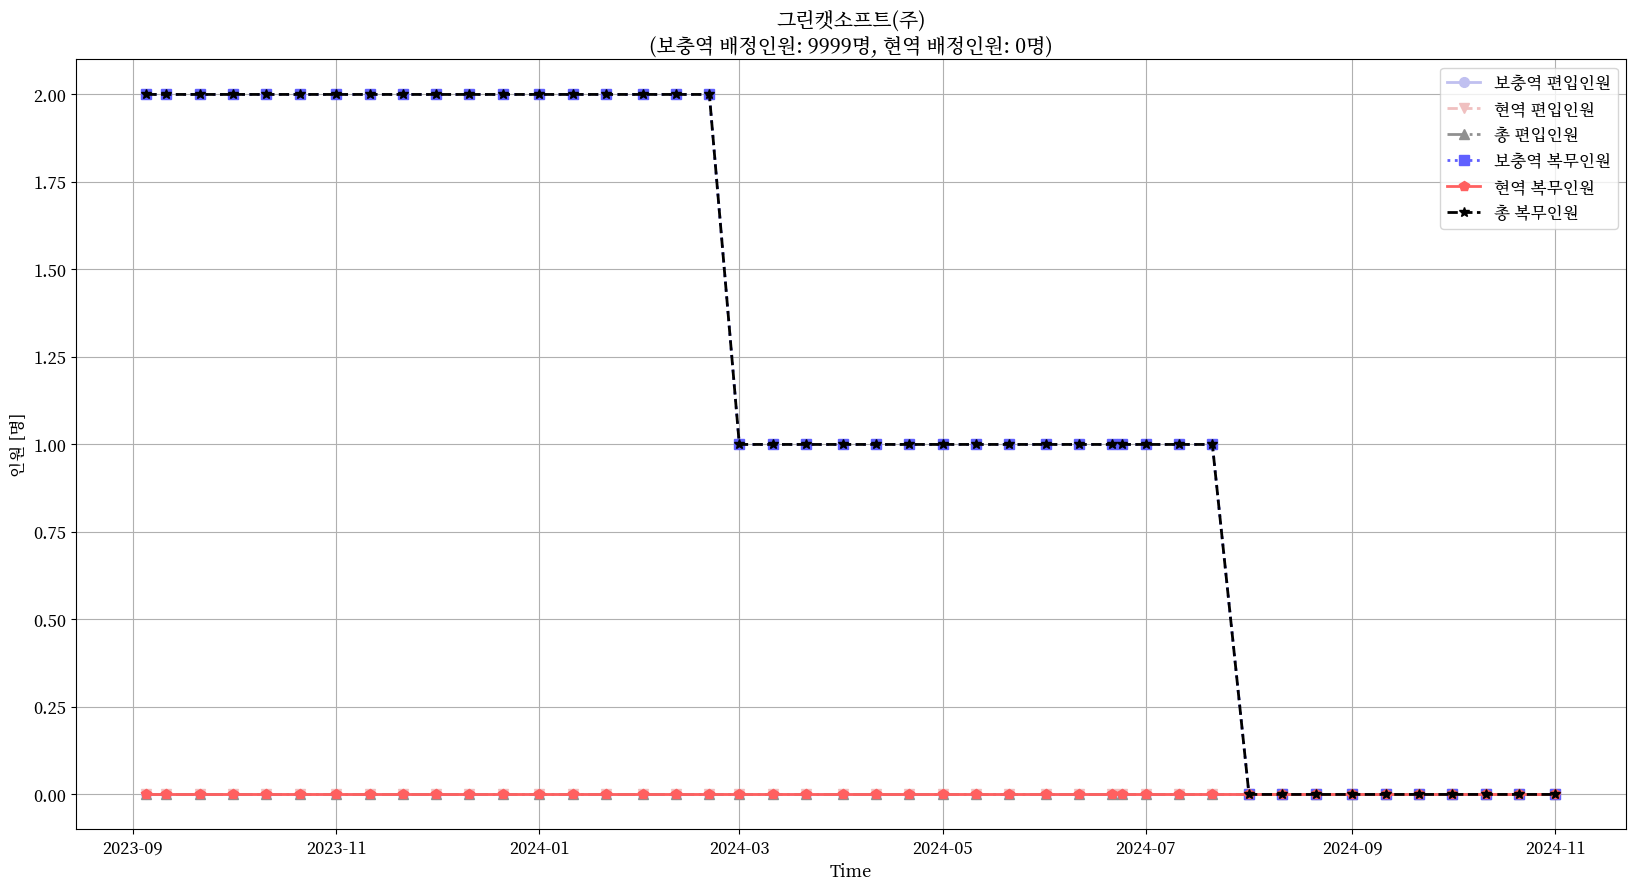 그린캣소프트(주)
(보충역 배정인원: 9999명, 현역 배정인원: 0명)
보충역 편입인원
현역 편입인원
총 편입인원
보충역 복무인원
현역 복무인원
총 복무인원
인원 [명]
2.00
1.75
1.50
1.25
1.00
0.75
0.50
0.25
0.00
2023-09
2023-11
2024-01
2024-03
2024-05
2024-07
2024-09
2024-11
Time